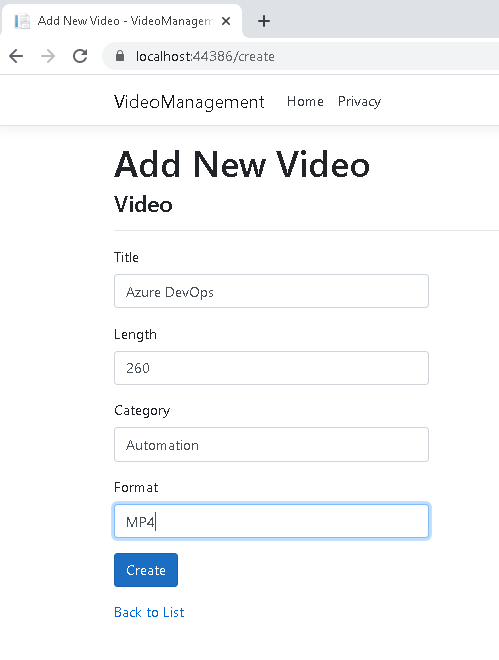 Add New Video - VideoManagem
localhost:44386/create
VideoManagement Home Privacy
Add New Video
Video
Title
Azure DevOps
Length
260
Category
Automation
Format
MP4
Create
Back to List